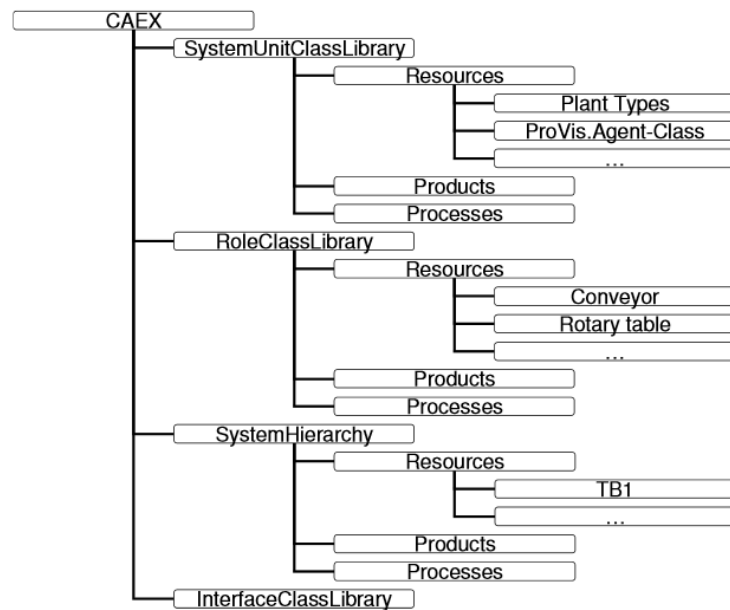 CAEX
SystemUnitClassLibrary
Resources
Plant Types
ProVis.Agent-Class
...
Products
Processes
RoleClassLibrary
Resources
Conveyor
Rotary table
...
Products
Processes
SystemHierarchy
Resources
TB1
...
Products
Processes
InterfaceClassLibrary